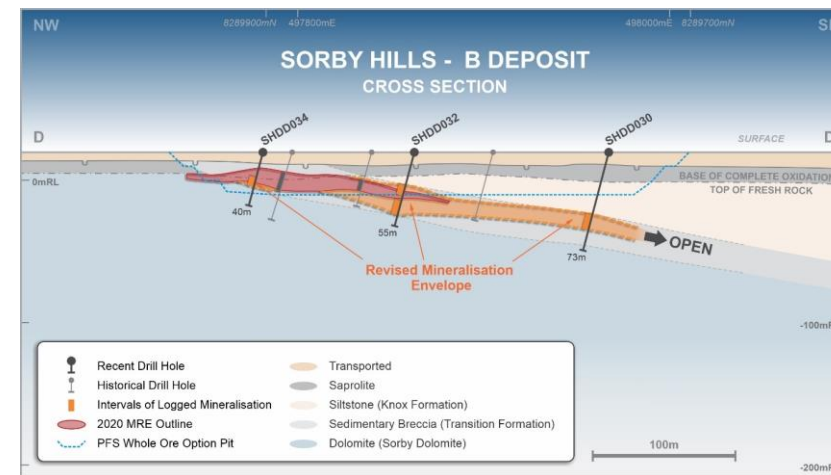 NW
8289900mN 497800mE
498000mE 8289700mN
SORBY HILLS - B DEPOSIT
CROSS SECTION
D
SHDD034
SHDD032
SHDD030
SURFACE
D
0mRL
BASE OF COMPLETE OXIDATION
TOP OF FRESH ROCK
40m
55m
73m
OPEN
Revised Mineralisation
Envelope
-100mR
Recent Drill Hole
Historical Drill Hole
Intervals of Logged Mineralisation
2020 MRE Outline
PFS Whole Ore Option Pit
Transported
Saprolite
Siltstone (Knox Formation)
Sedimentary Breccia (Transition Formation)
Dolomite (Sorby Dolomite)
100m
-200mR